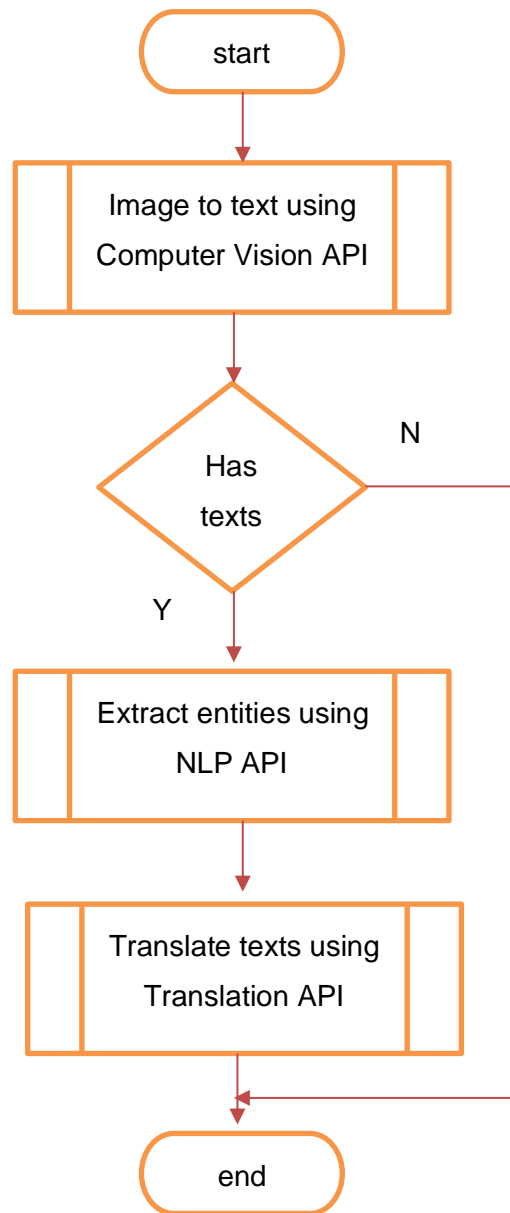 start
Image to text using
Computer Vision API
Has
texts
N
Y
Extract entities using
NLP API
Translate texts using
Translation API
end